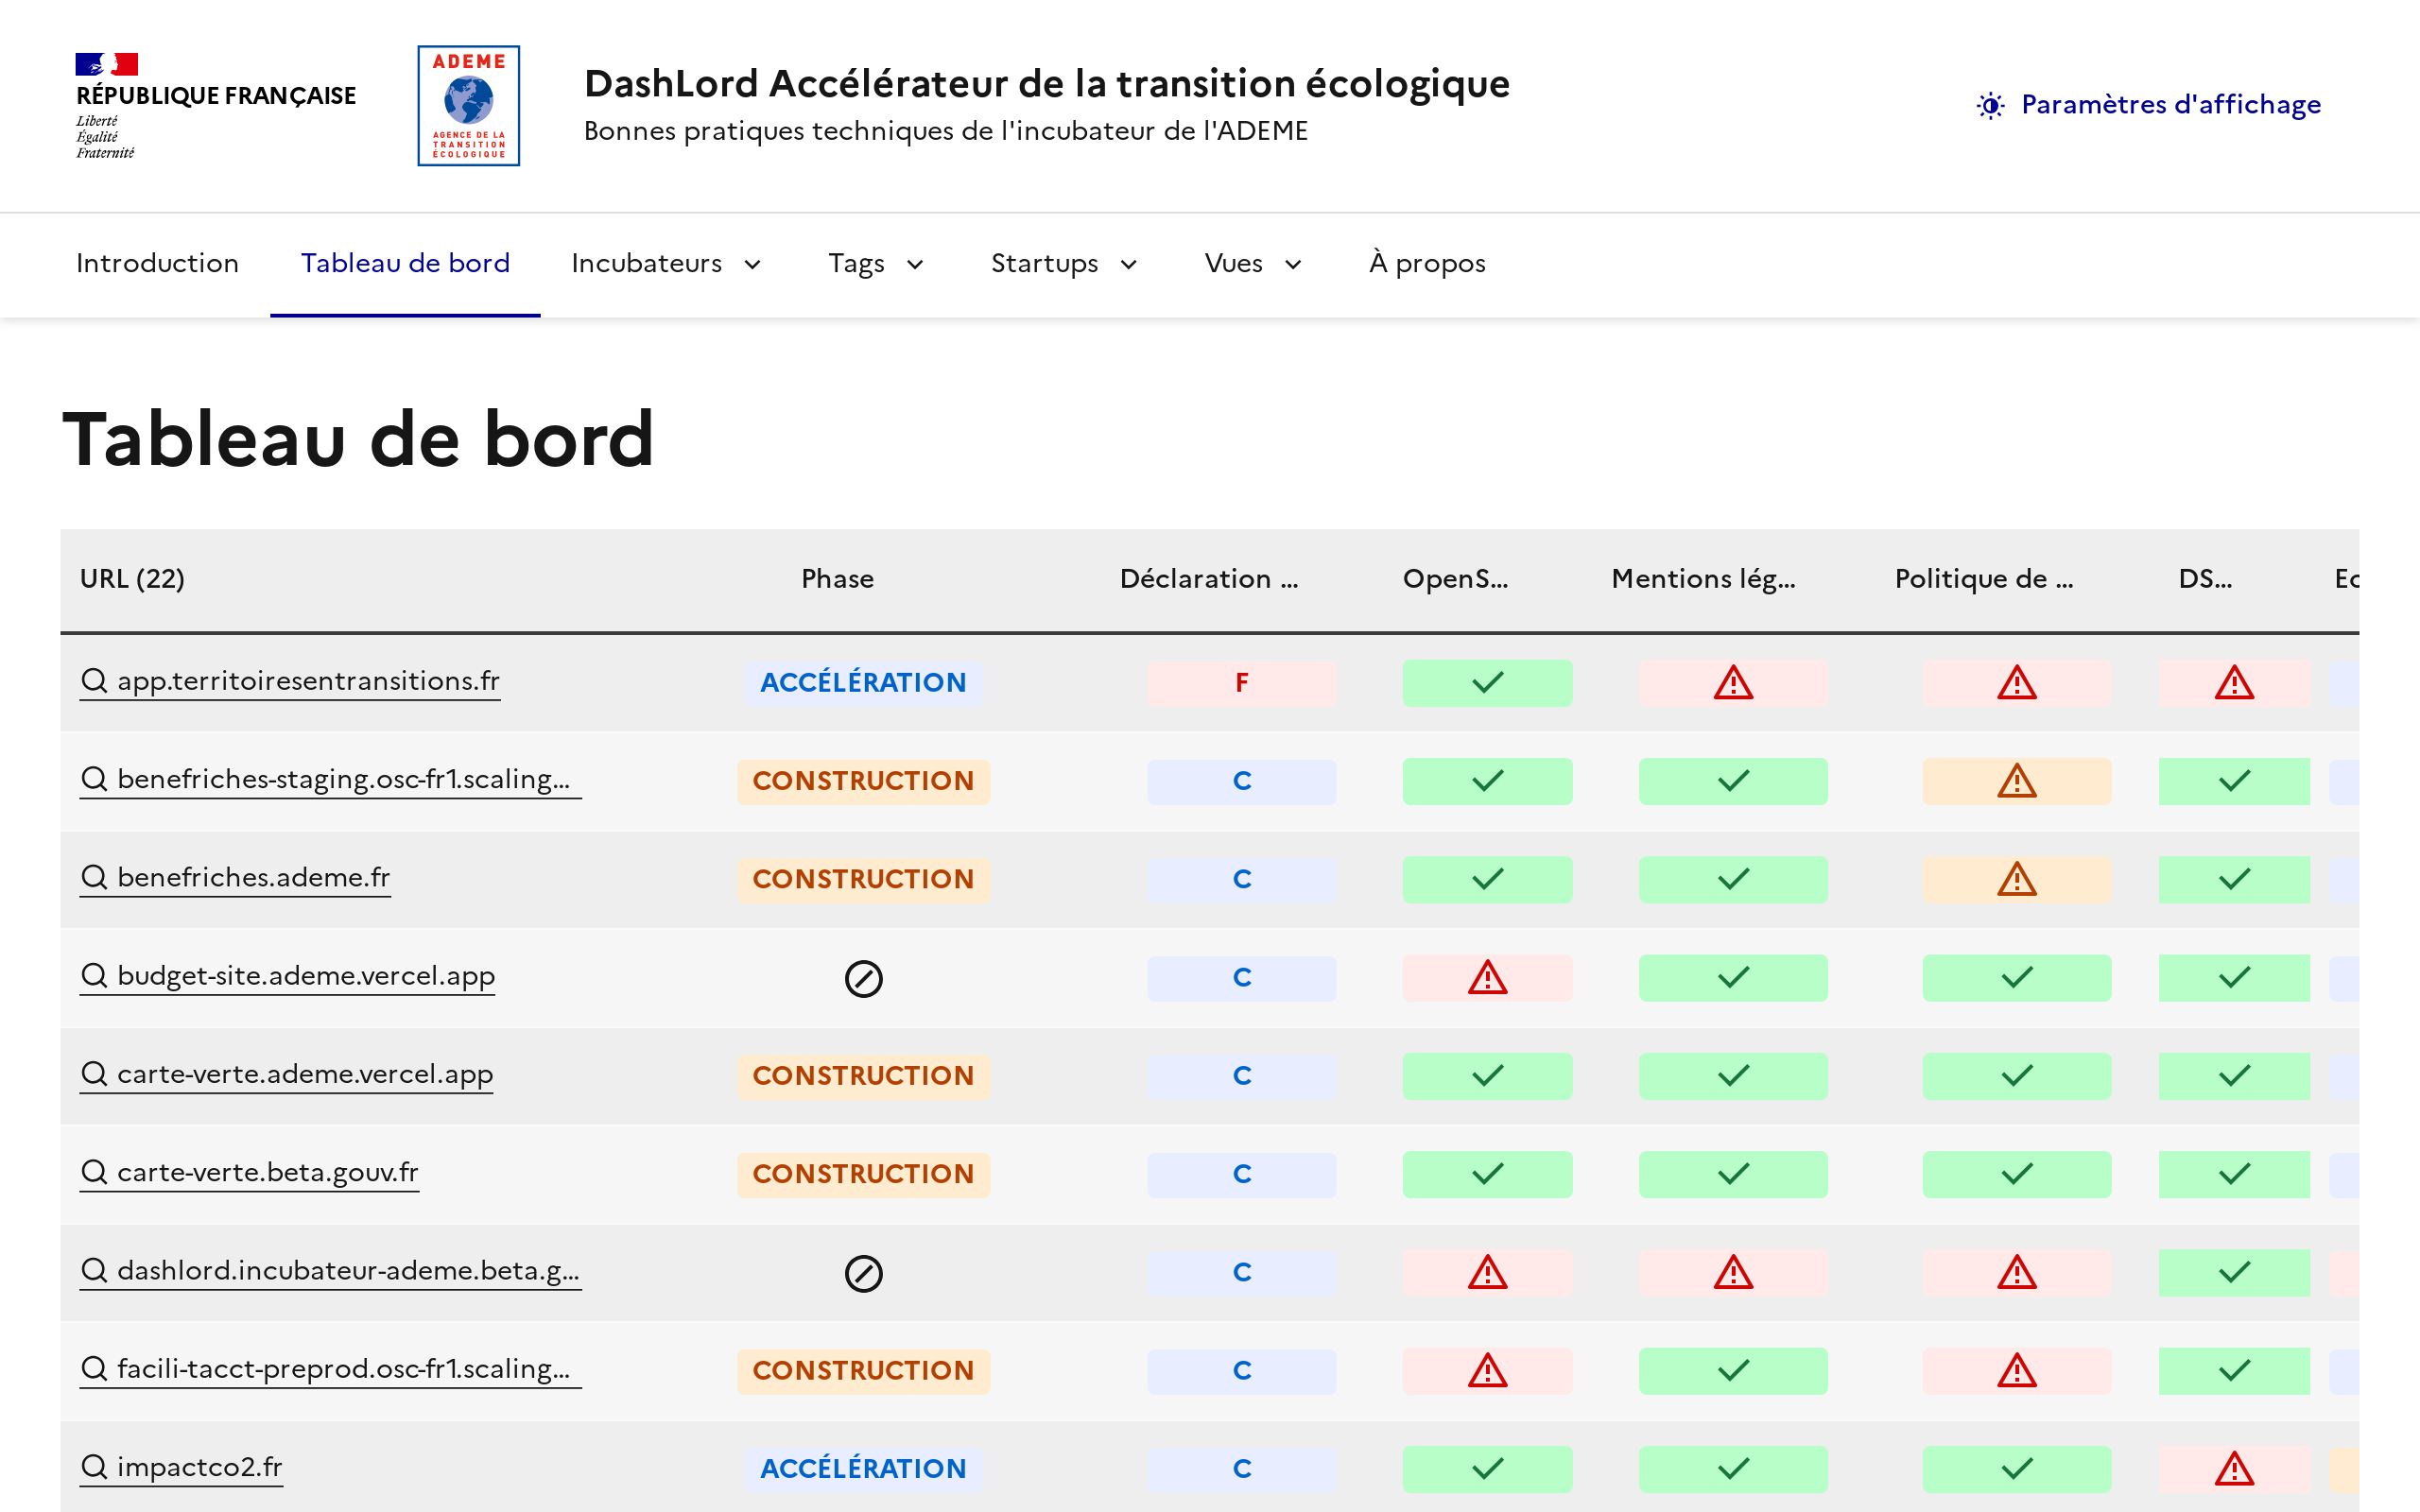 RÉPUBLIQUE FRANÇAISE
Liberté
Égalité
Fraternité
ADEME
AGENCE DE LA
TRANSITION
ÉCOLOGIQUE
DashLord Accélérateur de la transition écologique
Bonnes pratiques techniques de l'incubateur de l'ADEME
Paramètres d'affichage
Introduction Tableau de bord Incubateurs Tags Startups Vues À propos
Tableau de bord
URL (22) Phase Déclaration ... OpenS... Mentions lég... Politique de ... DS...
app.territoiresentransitions.fr ACCÉLÉRATION F
benefriches-staging.osc-fr1.scaling... CONSTRUCTION C
benefriches.ademe.fr CONSTRUCTION C
budget-site.ademe.vercel.app C
carte-verte.ademe.vercel.app CONSTRUCTION C
carte-verte.beta.gouv.fr CONSTRUCTION C
dashlord.incubateur-ademe.beta.g... C
facili-tacct-preprod.osc-fr1.scaling... CONSTRUCTION C
impactco2.fr ACCÉLÉRATION C